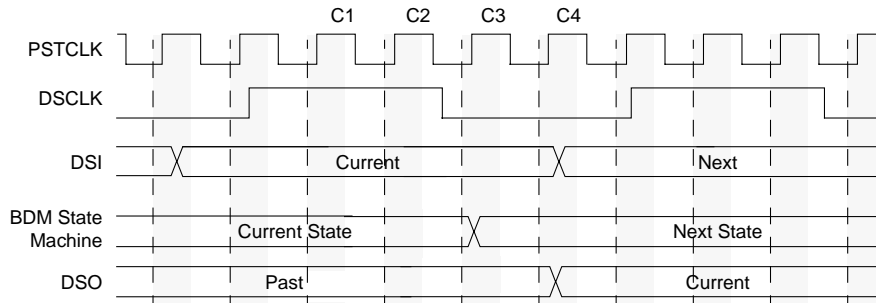 C1 C2 C3 C4
PSTCLK
DSCLK
DSI Current Next
BDM State
Machine Current State Next State
DSO Past Current